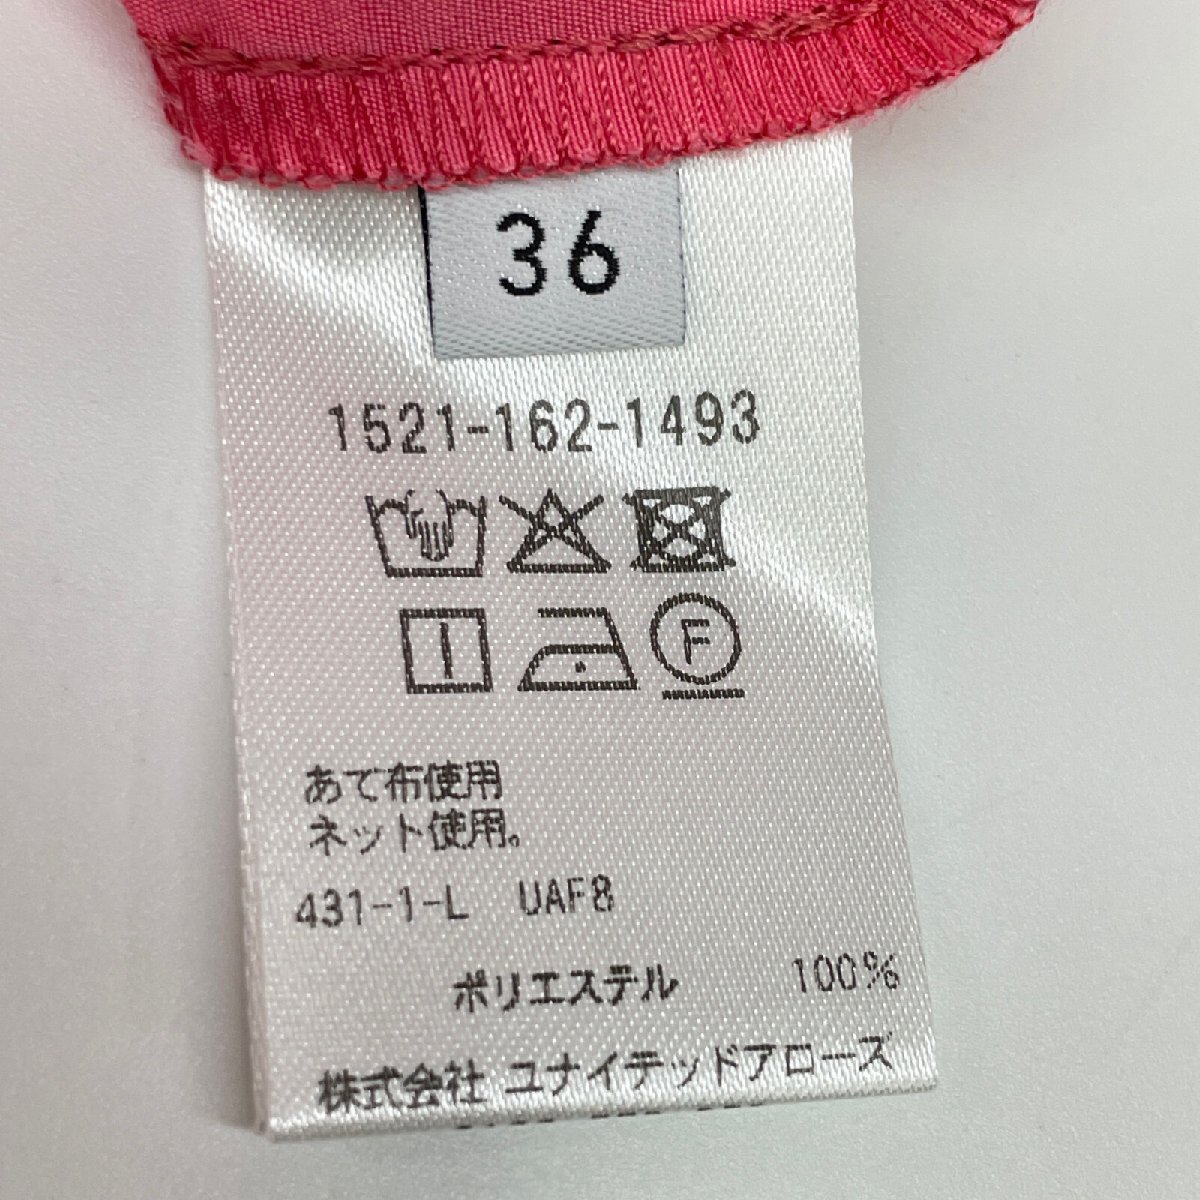 36
1521-162-1493
F
あて布使用
ネット使用。
431-1-L UAF8
ポリエステル 100%
株式会社 ユナイテッドアローズ